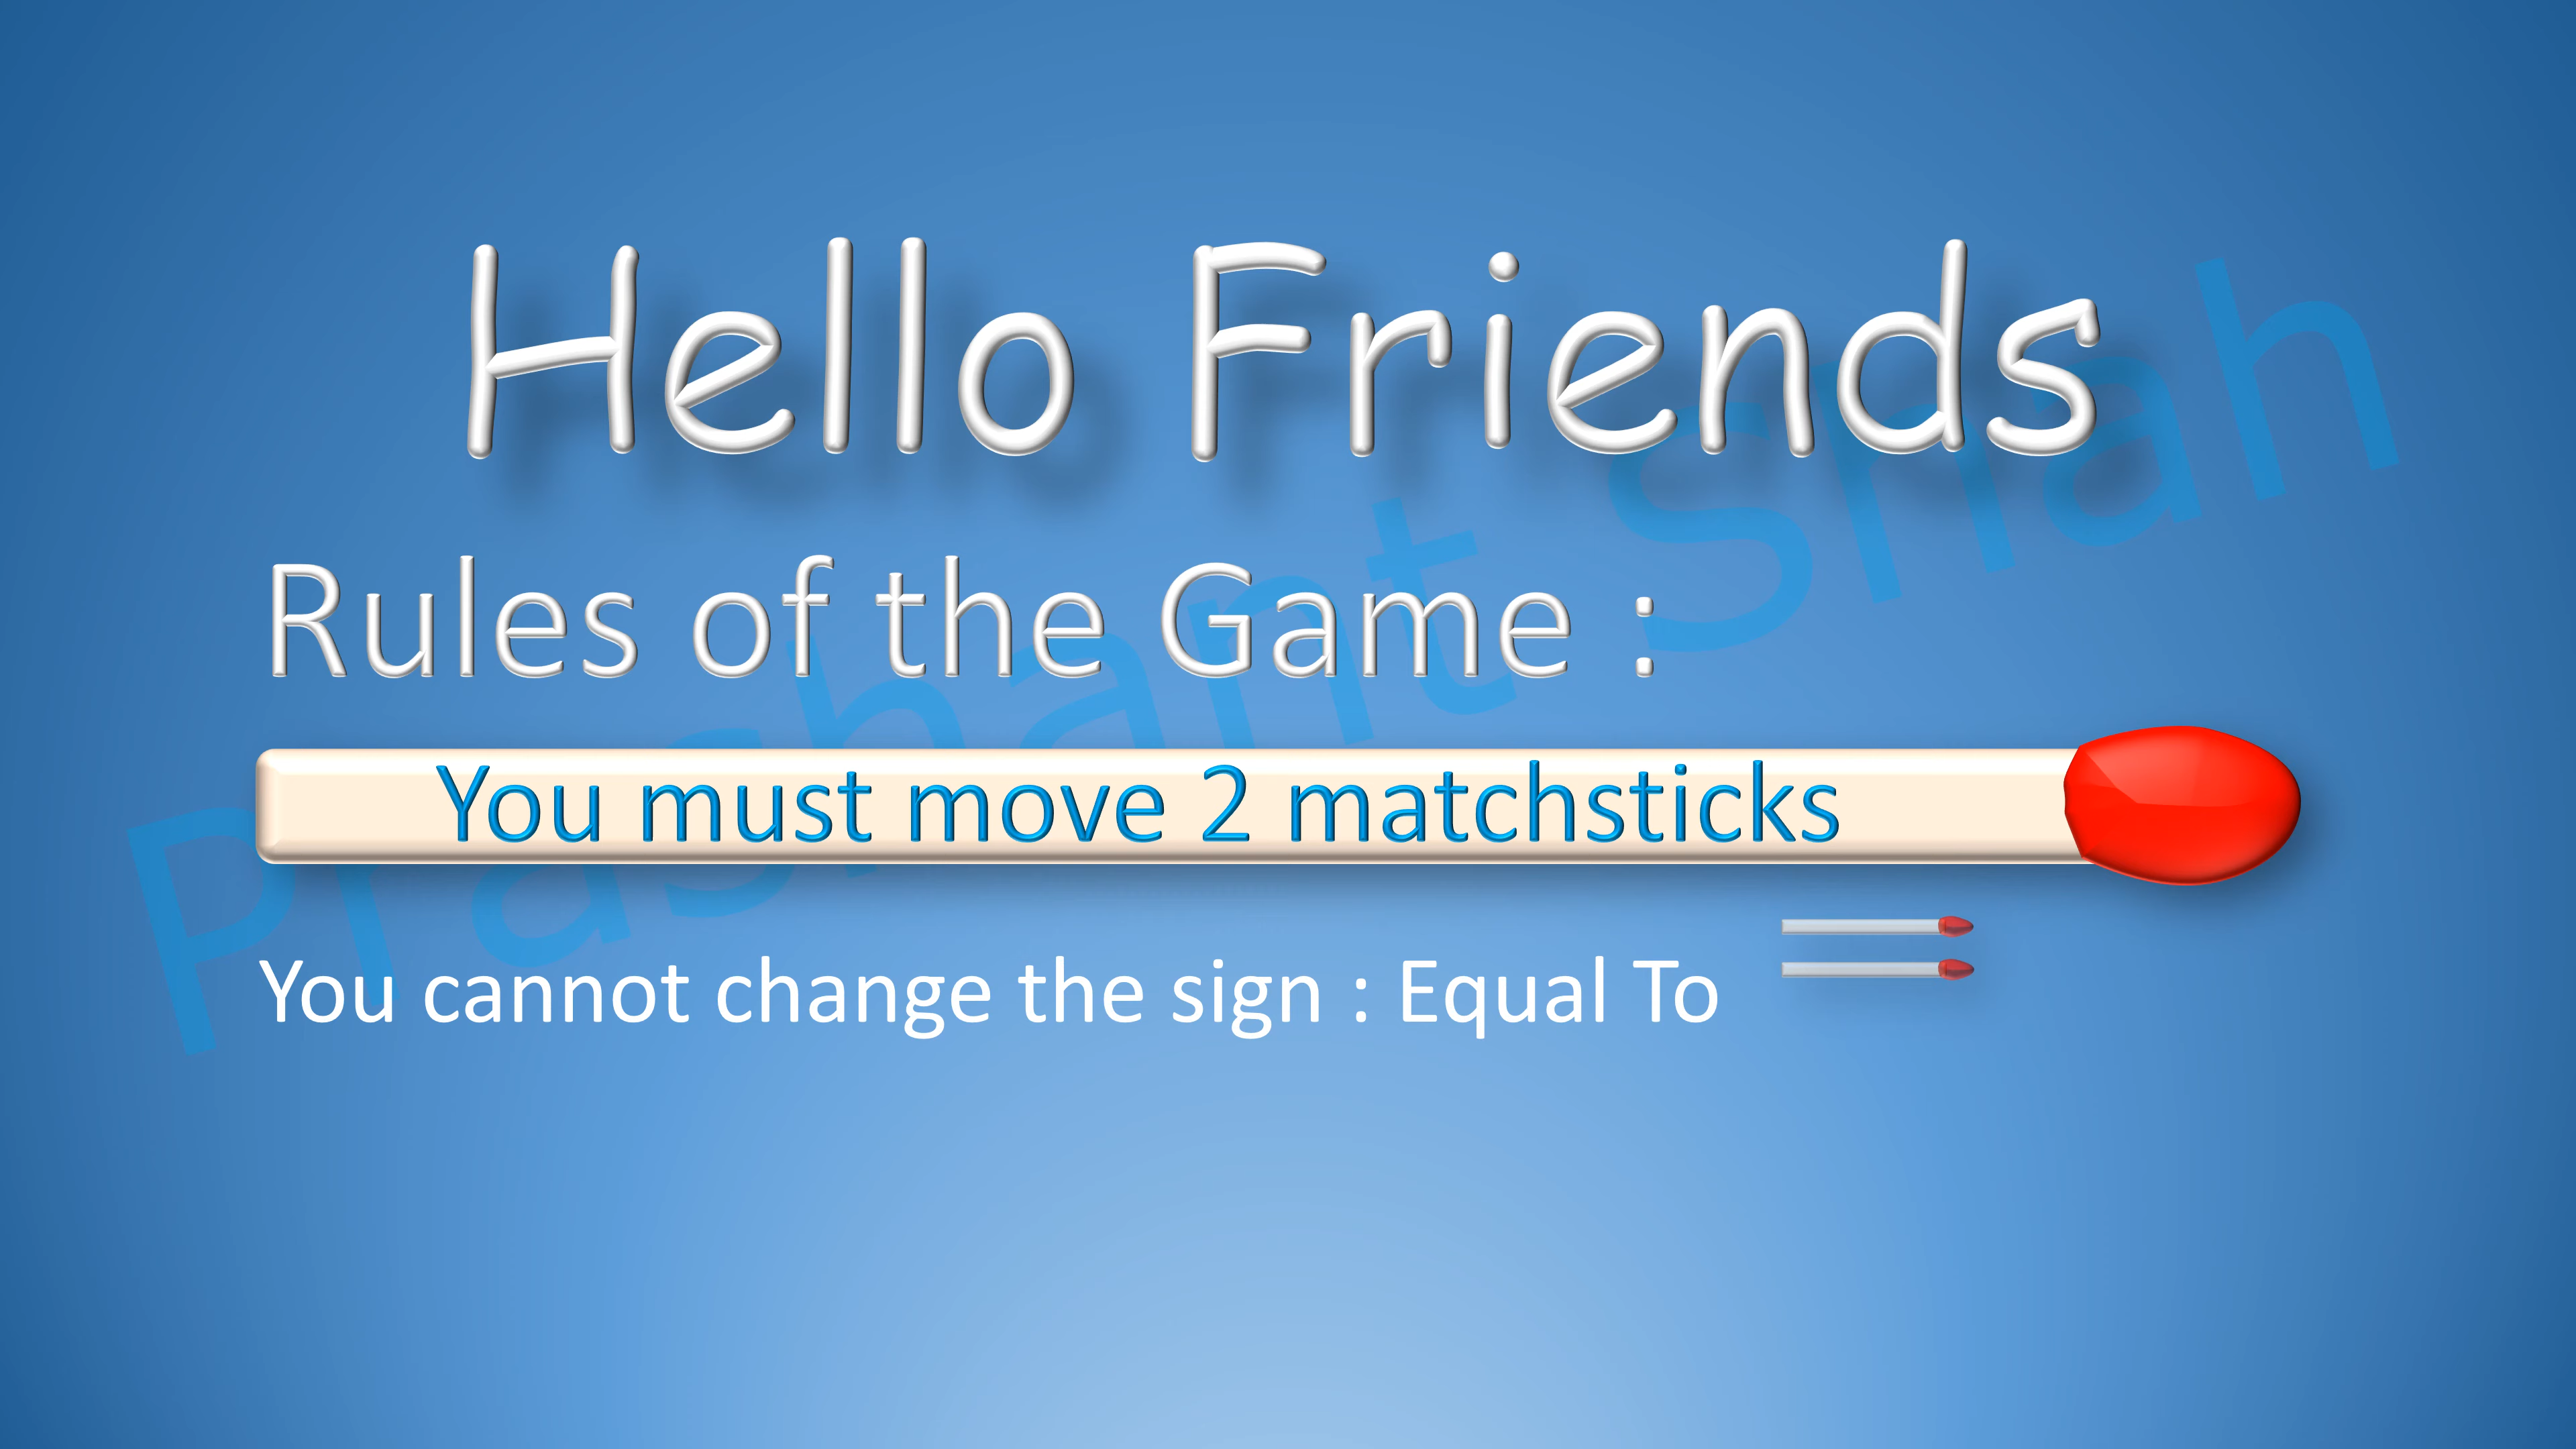 Hello Friends
Rules of the Game :
You must move 2 matchsticks
You cannot change the sign : Equal To
Prashant Shah